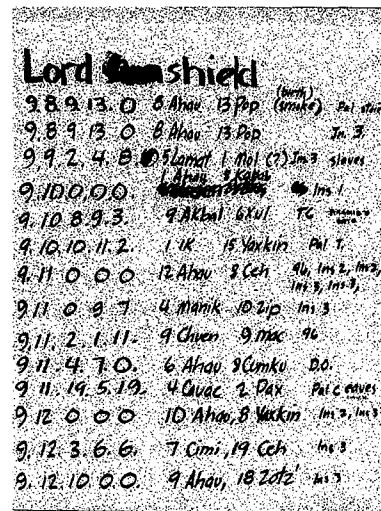 Lord shield
9.8.9.13.0 8 Ahau 13 Pop (birth) (smoke) Pal
9.8.9.13.0 8 Ahau 13 Pop In. 3
9.9.2.4.8. 5 Lamat 1 Mol (?) Ins 3 slaves
9.10.0.0.0 1 Ahau 8 Kayab Ins 1
9.10.8.9.3. 9 Akbal 6 Xul TC
9.10.10.11.2. 1 IK 15 Yaxkin Pal T.
9.11 0 0 0 12 Ahau 8 Ceh 96, Ins 2, Ins 2, Ins 3, Ins 3,
9.11 0 9 7 4 Manik 10 Zip Ins 3
9.11. 2. 1.11. 9 Chuen 9 mac 96
9.11. 4. 7. 0. 6 Ahau 8 Cumku D.O.
9 11. 19. 5. 19. 4 Cauac 2 Pax Pal C eaves
9 12 0 0 0 10 Ahau, 8 Yaxkin Ins 2, Ins 3
9. 12. 3. 6. 6. 7 Cimi, 19 Ceh Ins 3
9. 12. 10 0. 0 9 Ahau, 18 Zotz' Ins 3